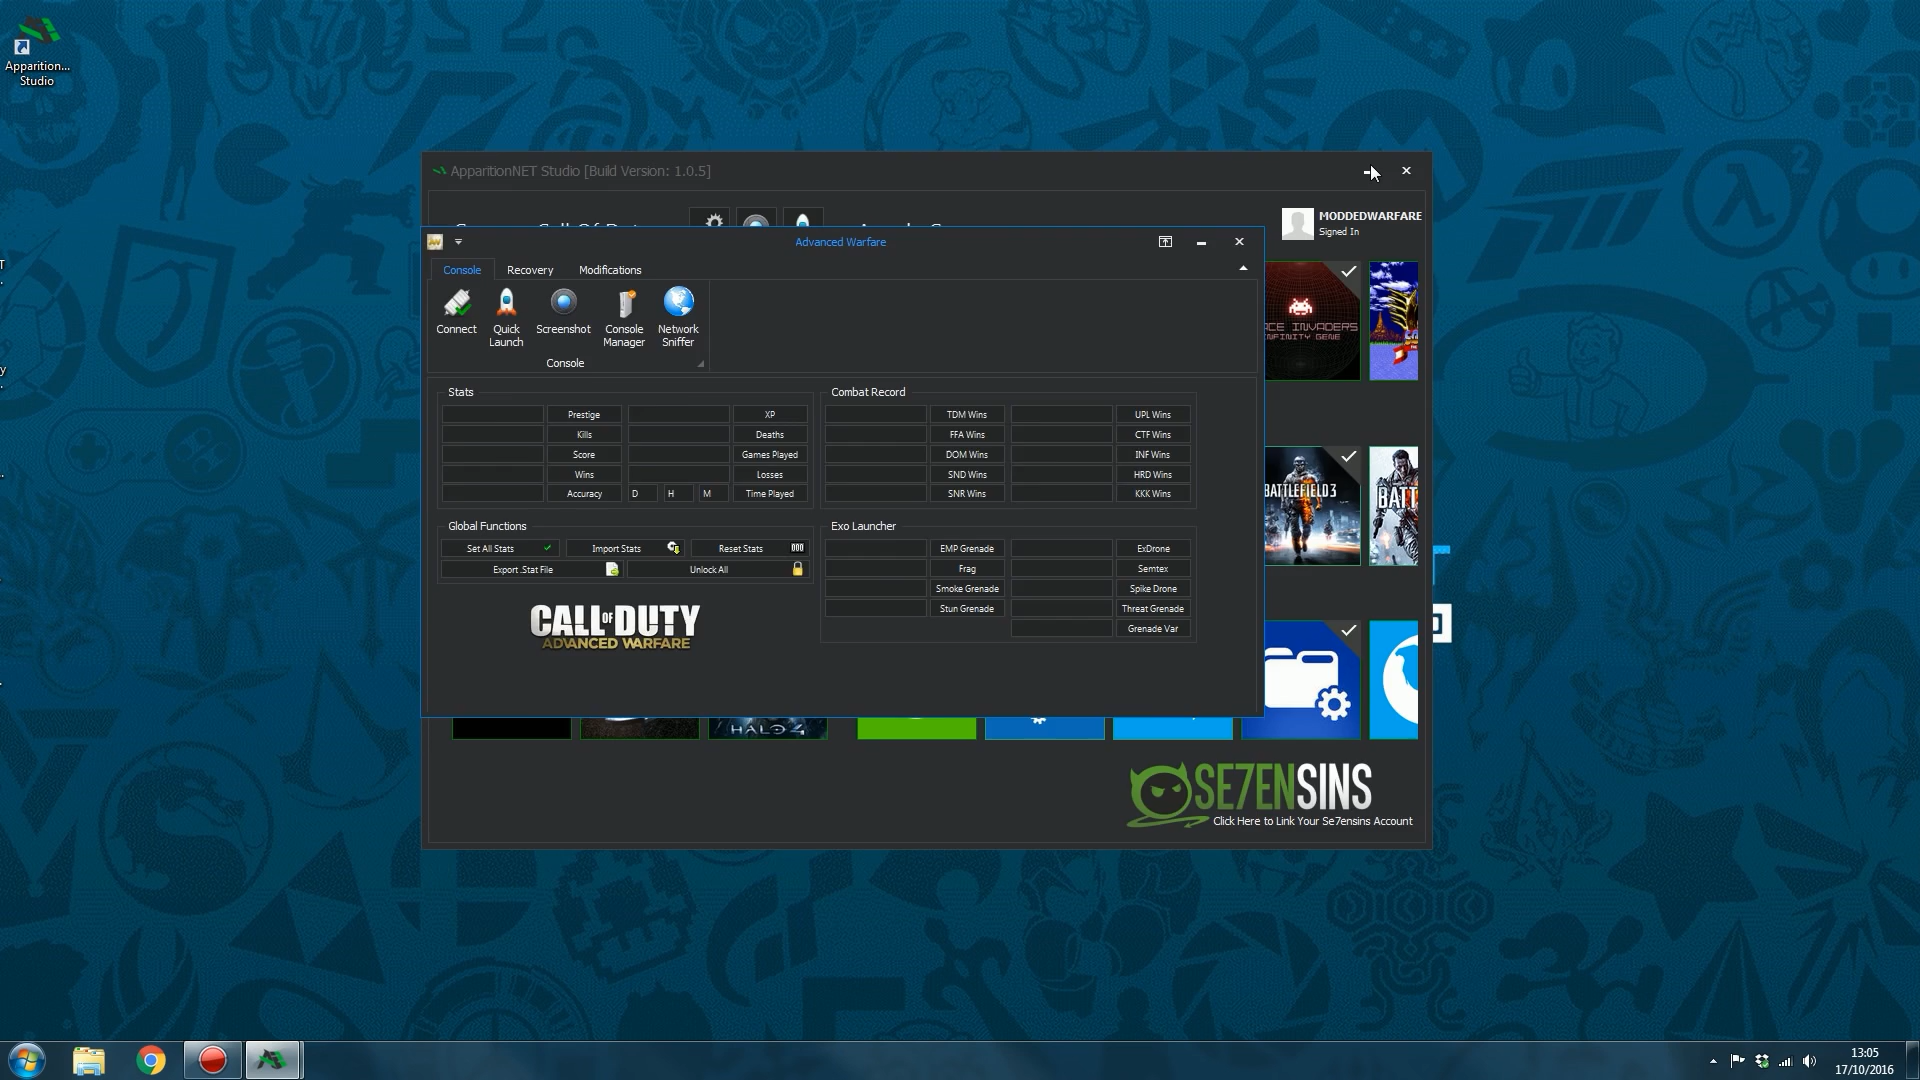 Apparition...
Studio
ApparitionNET Studio [Build Version: 1.0.5]
MODDEDWARFARE
Signed In
Advanced Warfare
Console
Recovery
Modifications
Connect
Quick
Launch
Screenshot
Console
Manager
Network
Sniffer
Console
Stats
Prestige
XP
Kills
Deaths
Score
Games Played
Wins
Losses
Accuracy
D
H
M
Time Played
Combat Record
TDM Wins
UPL Wins
FFA Wins
CTF Wins
DOM Wins
INF Wins
SND Wins
HRD Wins
SNR Wins
KKK Wins
Global Functions
Set All Stats
Import Stats
Reset Stats
Export .Stat File
Unlock All
Exo Launcher
EMP Grenade
ExDrone
Frag
Semtex
Smoke Grenade
Spike Drone
Stun Grenade
Threat Grenade
Grenade Var
CALL OF DUTY
ADVANCED WARFARE
ACE INVADERS
INFINITY GENE
BATTLEFIELD 3
BATT
HALO 4
SE7ENSINS
Click Here to Link Your Se7ensins Account
13:05
17/10/2016